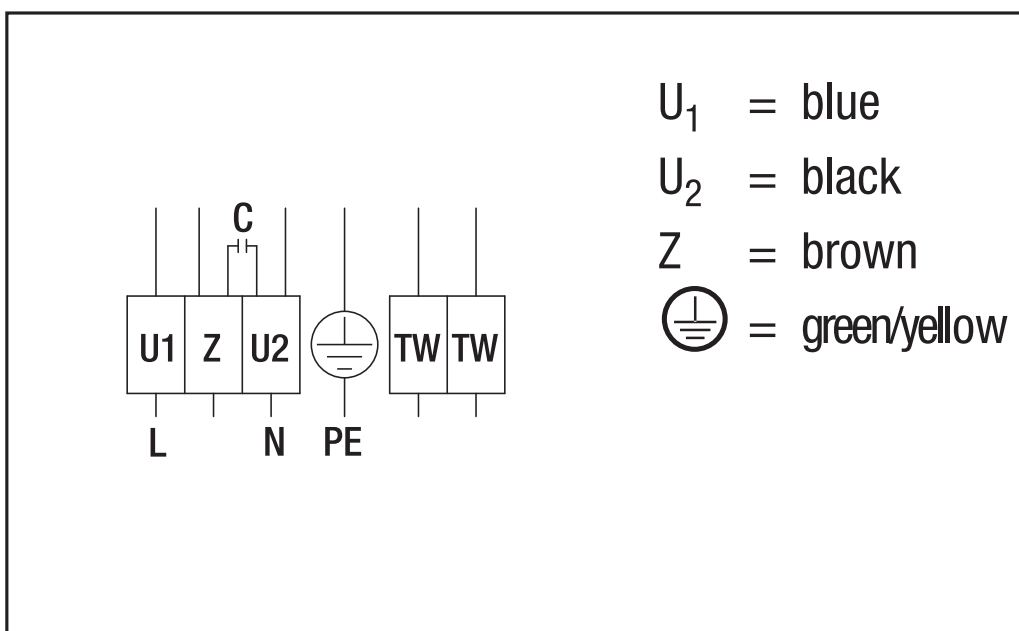 U₁ = blue
U₂ = black
Z = brown
= green/yellow
C
U1 Z U2 TW TW
L N PE